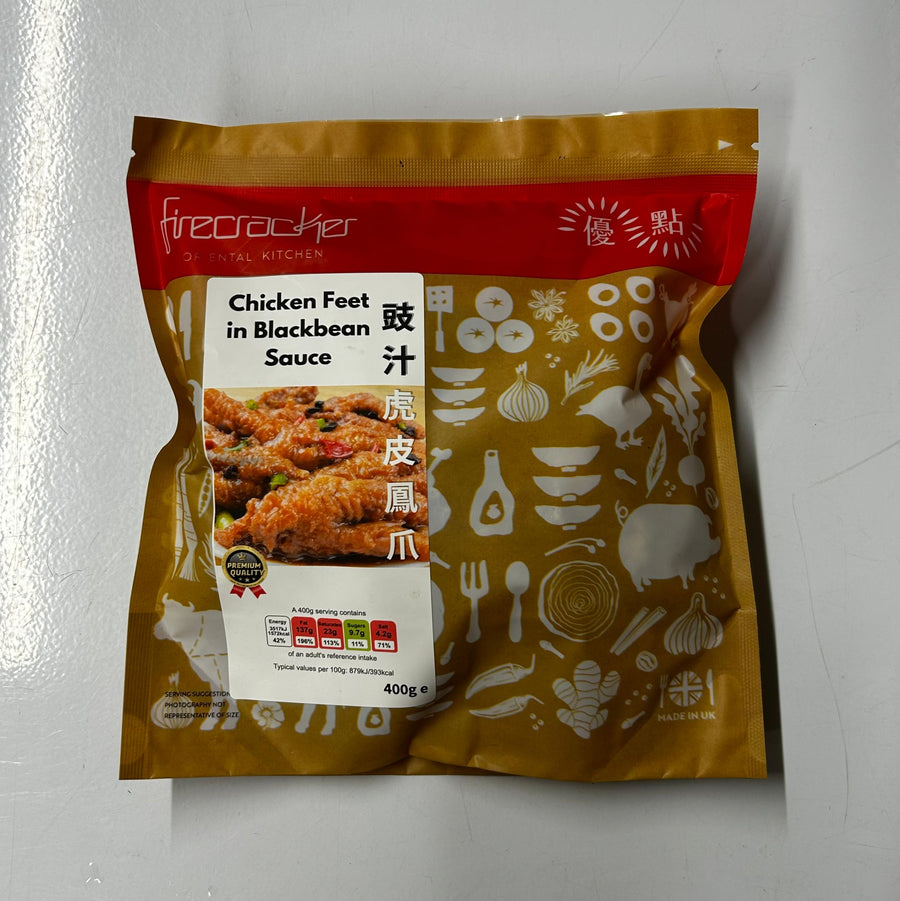 firecracker
ORIENTAL KITCHEN
優點
Chicken Feet
in Blackbean
Sauce
豉汁虎皮鳳爪
PREMIUM
QUALITY
A 400g serving contains
Energy
3517kJ
1572kcal
42%
Fat
137g
196%
Saturates
23g
113%
Sugars
9.7g
11%
Salt
4.2g
71%
of an adult's reference intake
Typical values per 100g: 879kJ/393kcal
400g e
SERVING SUGGESTION
PHOTOGRAPHY NOT
REPRESENTATIVE OF SIZE
MADE IN UK